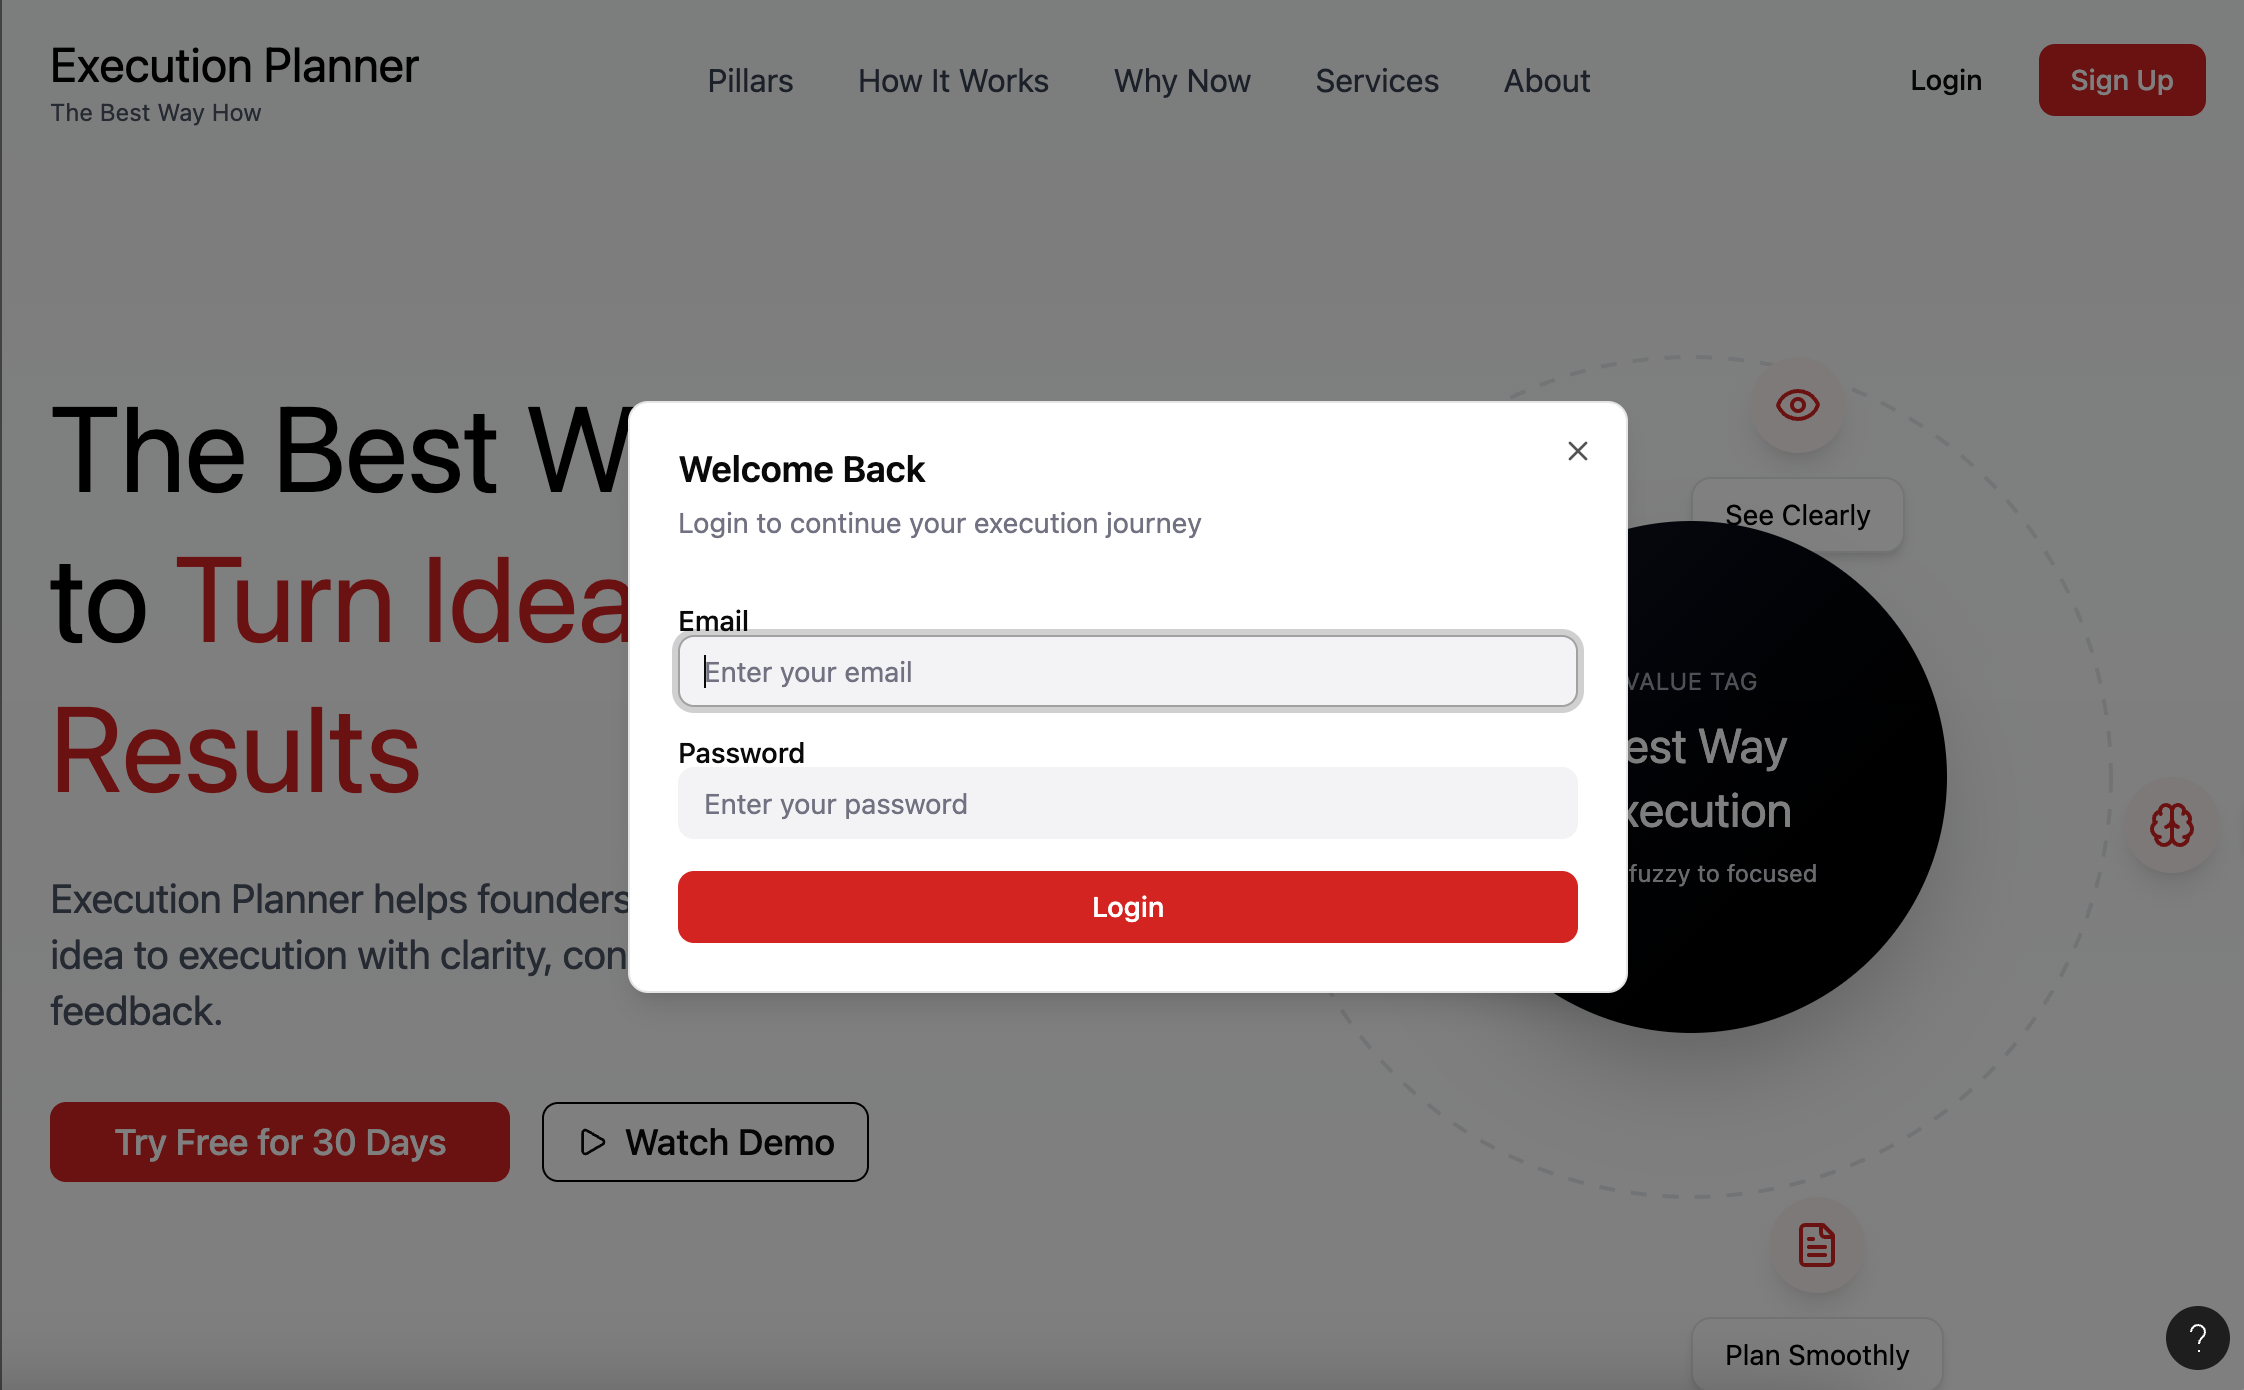 Execution Planner
The Best Way How
Pillars
How It Works
Why Now
Services
About
Login
Sign Up
The Best W
to Turn Idea
Results
Execution Planner helps founders
idea to execution with clarity, con
feedback.
Try Free for 30 Days
Watch Demo
Welcome Back
Login to continue your execution journey
Email
Enter your email
Password
Enter your password
Login
See Clearly
VALUE TAG
est Way
xecution
fuzzy to focused
Plan Smoothly
?